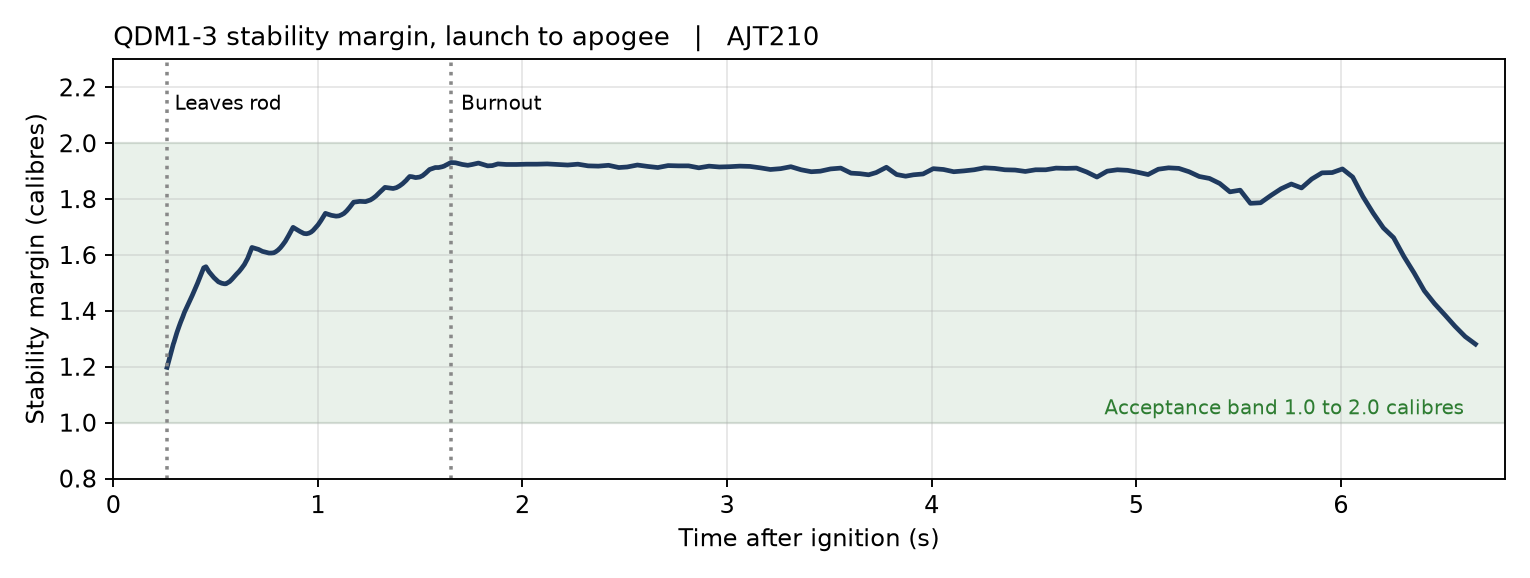 QDM1-3 stability margin, launch to apogee | AJT210
Stability margin (calibres)
2.2
2.0
1.8
1.6
1.4
1.2
1.0
0.8
Leaves rod
Burnout
Acceptance band 1.0 to 2.0 calibres
0 1 2 3 4 5 6
Time after ignition (s)